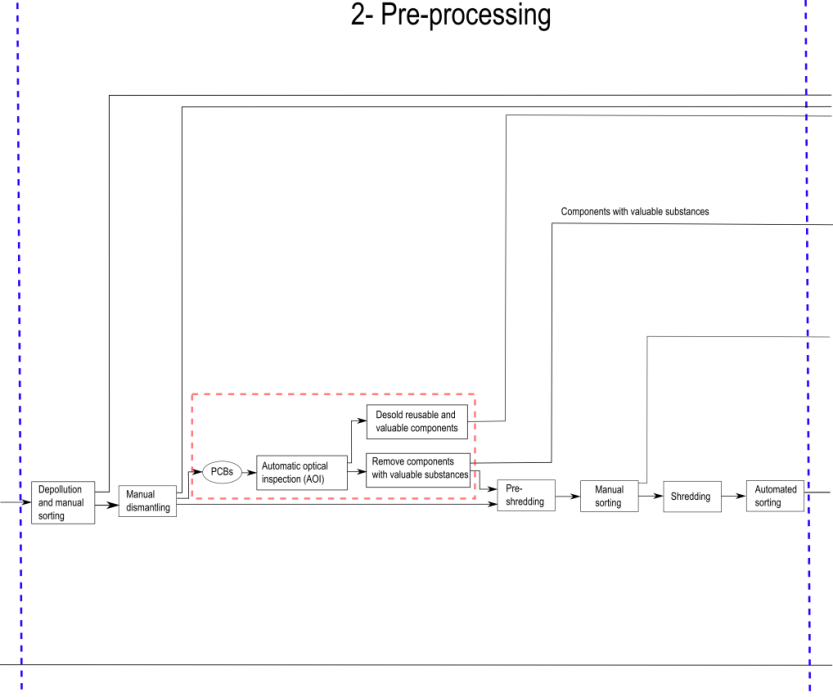 2- Pre-processing
Components with valuable substances
Desold reusable and
valuable components
PCBs
Automatic optical
inspection (AOI)
Remove components
with valuable substances
Depollution
and manual
sorting
Manual
dismantling
Pre-
shredding
Manual
sorting
Shredding
Automated
sorting